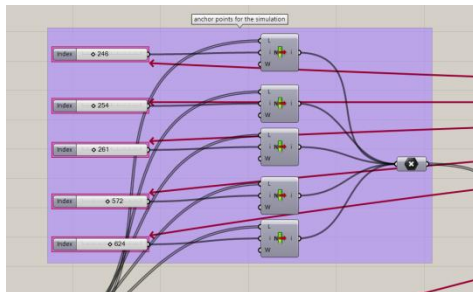 anchor points for the simulation
L
Index 246
i N i
W
L
Index 254
i N i
W
L
Index 261
i N i
W
L
Index 572
i N i
W
L
Index 624
i N i
W